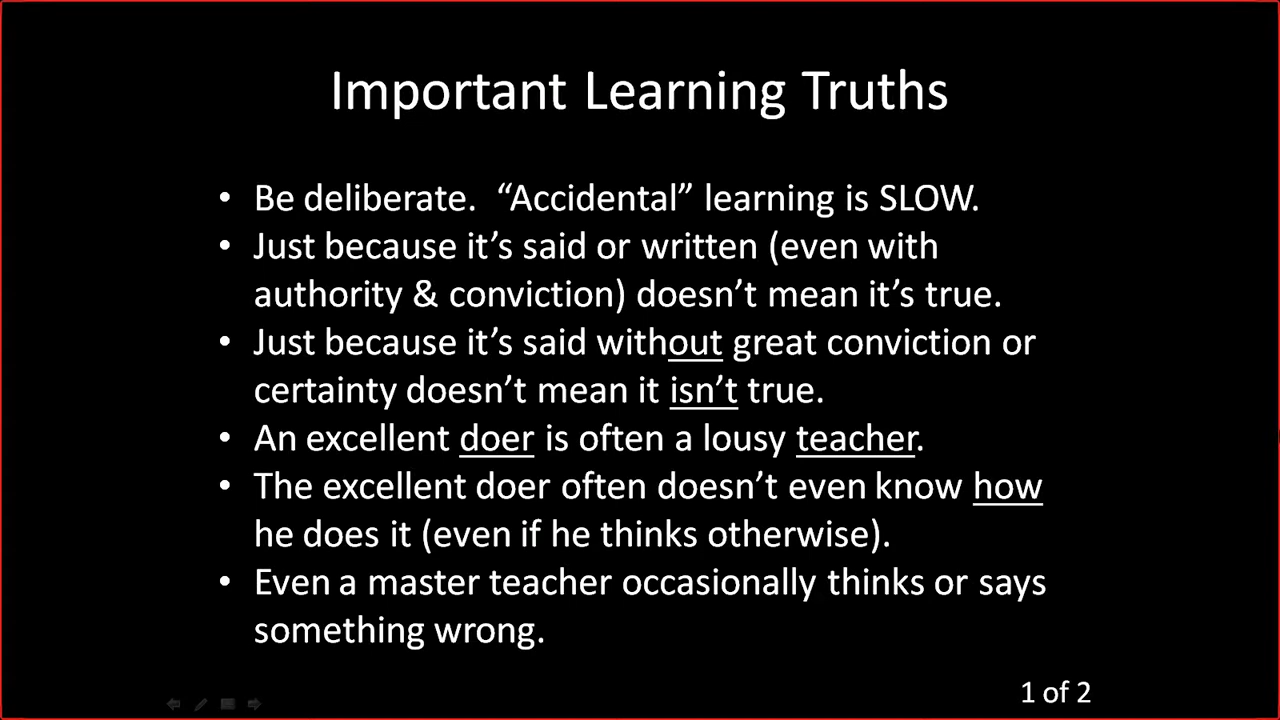 Important Learning Truths
• Be deliberate.  “Accidental” learning is SLOW.
• Just because it’s said or written (even with
authority & conviction) doesn’t mean it’s true.
• Just because it’s said without great conviction or
certainty doesn’t mean it isn’t true.
• An excellent doer is often a lousy teacher.
• The excellent doer often doesn’t even know how
he does it (even if he thinks otherwise).
• Even a master teacher occasionally thinks or says
something wrong.
1 of 2